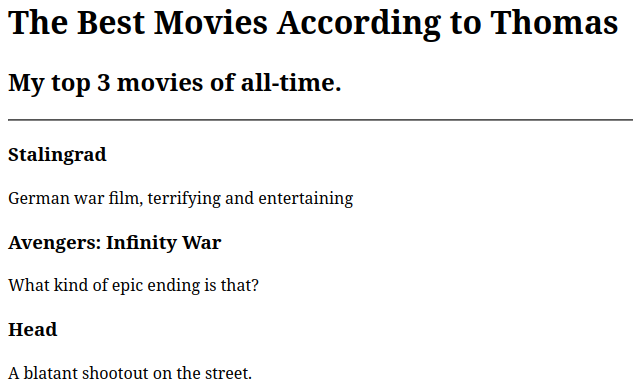 The Best Movies According to Thomas
My top 3 movies of all-time.
Stalingrad
German war film, terrifying and entertaining
Avengers: Infinity War
What kind of epic ending is that?
Head
A blatant shootout on the street.